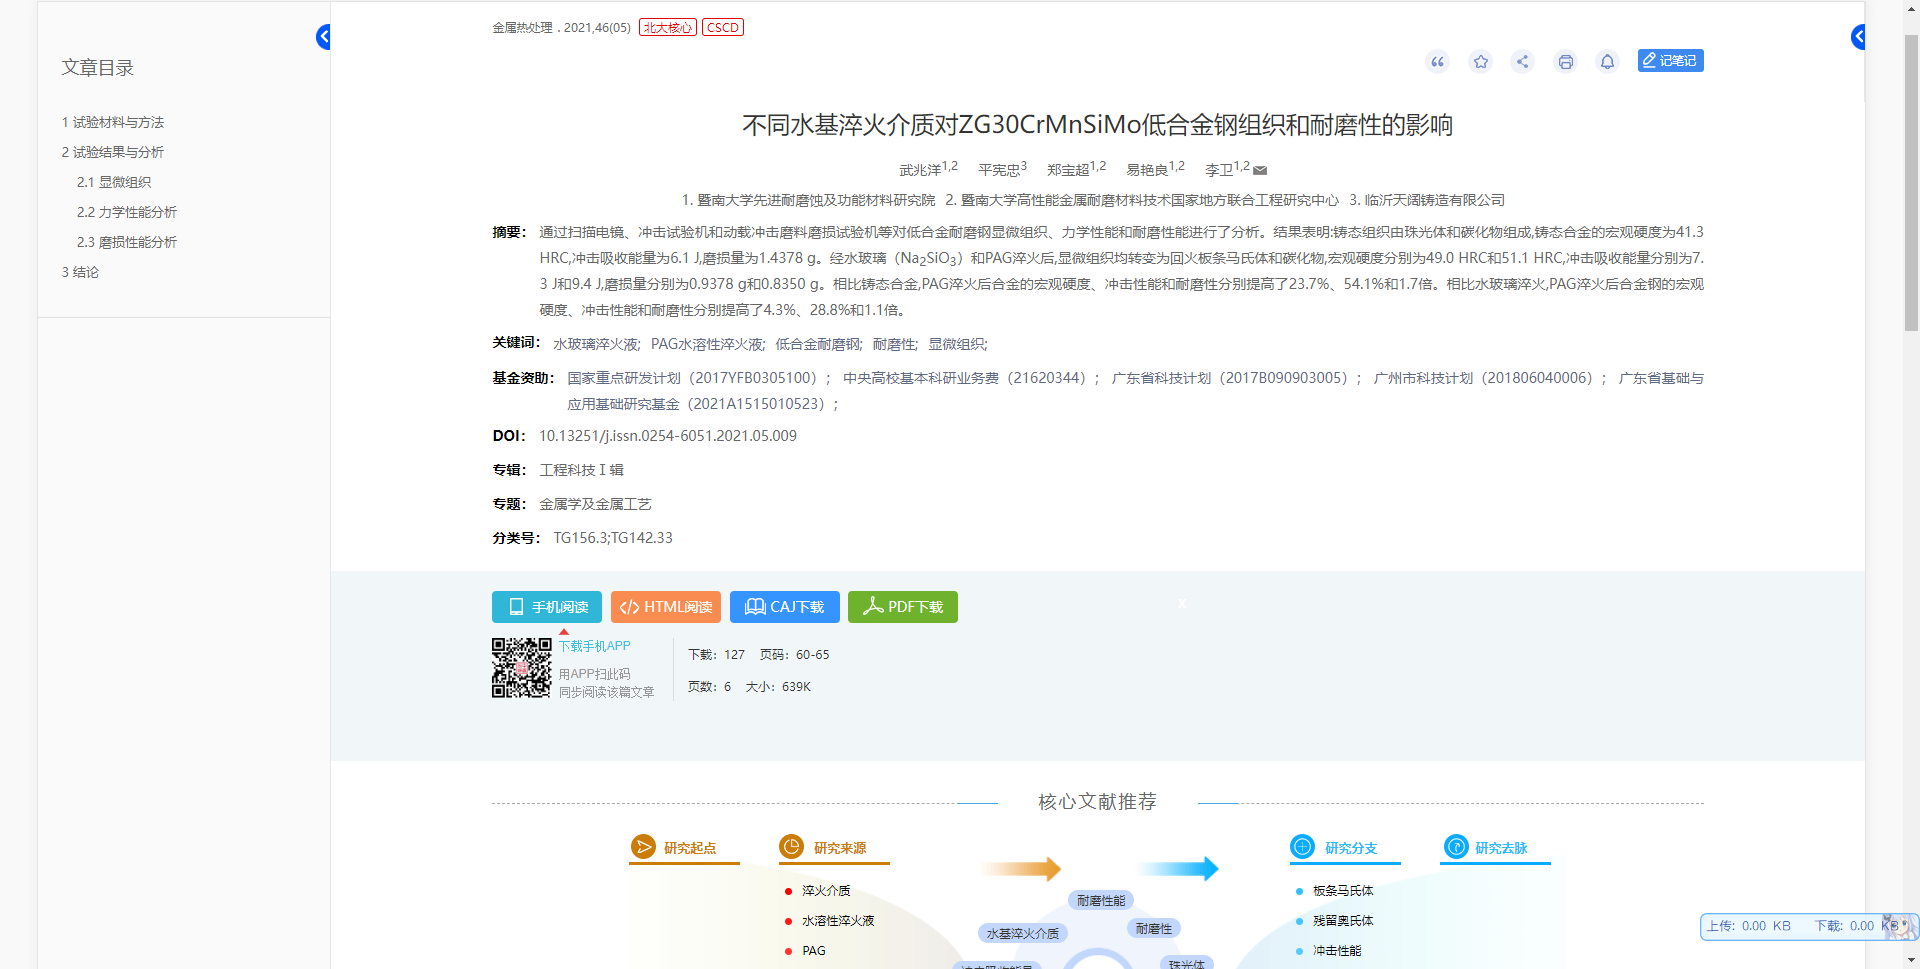 金属热处理 . 2021,46(05) 北大核心 CSCD
文章目录
1 试验材料与方法
2 试验结果与分析
2.1 显微组织
2.2 力学性能分析
2.3 磨损性能分析
3 结论
记笔记
不同水基淬火介质对ZG30CrMnSiMo低合金钢组织和耐磨性的影响
武兆洋1,2 平宪忠3 郑宝超1,2 易艳良1,2 李卫1,2
1. 暨南大学先进耐磨蚀及功能材料研究院 2. 暨南大学高性能金属耐磨材料技术国家地方联合工程研究中心 3. 临沂天阔铸造有限公司
摘要： 通过扫描电镜、冲击试验机和动载冲击磨料磨损试验机等对低合金耐磨钢显微组织、力学性能和耐磨性能进行了分析。结果表明:铸态组织由珠光体和碳化物组成,铸态合金的宏观硬度为41.3
HRC,冲击吸收能量为6.1 J,磨损量为1.4378 g。经水玻璃（Na2SiO3）和PAG淬火后,显微组织均转变为回火板条马氏体和碳化物,宏观硬度分别为49.0 HRC和51.1 HRC,冲击吸收能量分别为7.
3 J和9.4 J,磨损量分别为0.9378 g和0.8350 g。相比铸态合金,PAG淬火后合金的宏观硬度、冲击性能和耐磨性分别提高了23.7%、54.1%和1.7倍。相比水玻璃淬火,PAG淬火后合金钢的宏观
硬度、冲击性能和耐磨性分别提高了4.3%、28.8%和1.1倍。
关键词： 水玻璃淬火液; PAG水溶性淬火液; 低合金耐磨钢; 耐磨性; 显微组织;
基金资助： 国家重点研发计划（2017YFB0305100）； 中央高校基本科研业务费（21620344）； 广东省科技计划（2017B090903005）； 广州市科技计划（201806040006）； 广东省基础与
应用基础研究基金（2021A1515010523）；
DOI： 10.13251/j.issn.0254-6051.2021.05.009
专辑： 工程科技Ⅰ辑
专题： 金属学及金属工艺
分类号： TG156.3;TG142.33
手机阅读 HTML阅读 CAJ下载 PDF下载
x
下载手机APP
用APP扫此码
同步阅读该篇文章
下载：127 页码：60-65
页数：6 大小：639K
核心文献推荐
研究起点 研究来源 研究分支 研究去脉
淬火介质
水溶性淬火液
PAG
耐磨性能
水基淬火介质
耐磨性
珠光体
板条马氏体
残留奥氏体
冲击性能
上传: 0.00 KB 下载: 0.00 KB